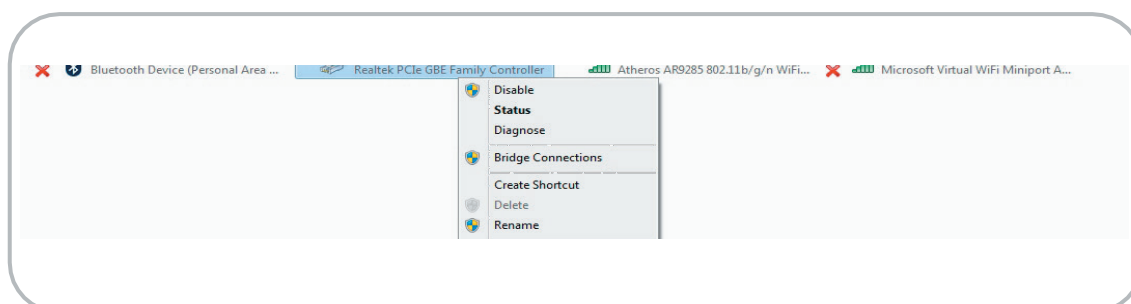 Bluetooth Device (Personal Area ... Realtek PCIe GBE Family Controller Atheros AR9285 802.11b/g/n WiFi... Microsoft Virtual WiFi Miniport A...
Disable
Status
Diagnose
Bridge Connections
Create Shortcut
Delete
Rename